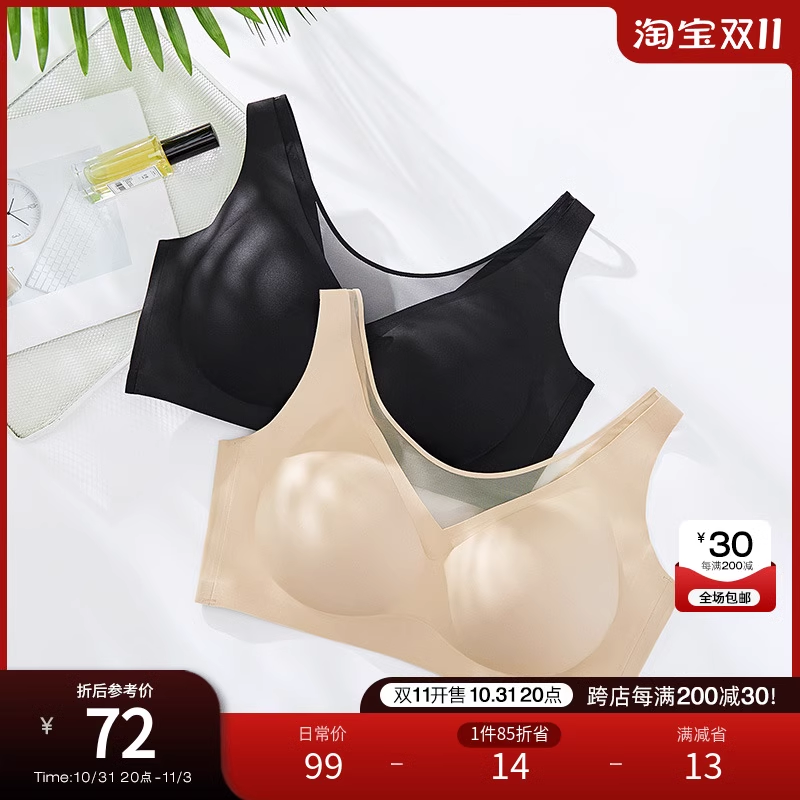 淘宝双11
¥30
每满200减
全场包邮
双11开售 10.31 20点
跨店每满200减30!
折后参考价
¥72
Time:10/31 20点-11/3
日常价
1件85折省
满减省
99 - 14 - 13